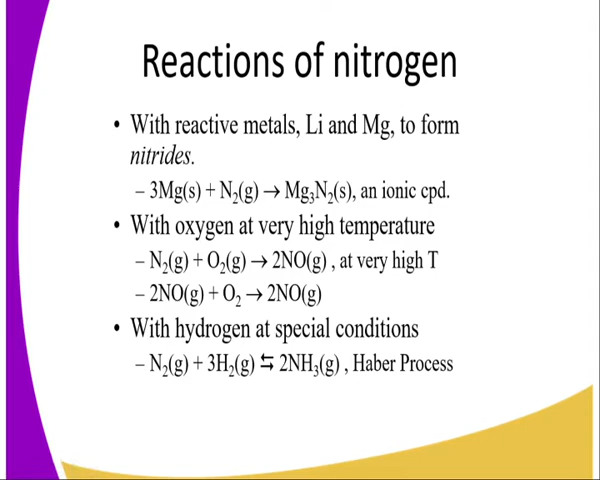 Reactions of nitrogen
• With reactive metals, Li and Mg, to form
nitrides.
– 3Mg(s) + N₂(g) → Mg₃N₂(s), an ionic cpd.
• With oxygen at very high temperature
– N₂(g) + O₂(g) → 2NO(g) , at very high T
– 2NO(g) + O₂ → 2NO(g)
• With hydrogen at special conditions
– N₂(g) + 3H₂(g) ⇆ 2NH₃(g) , Haber Process